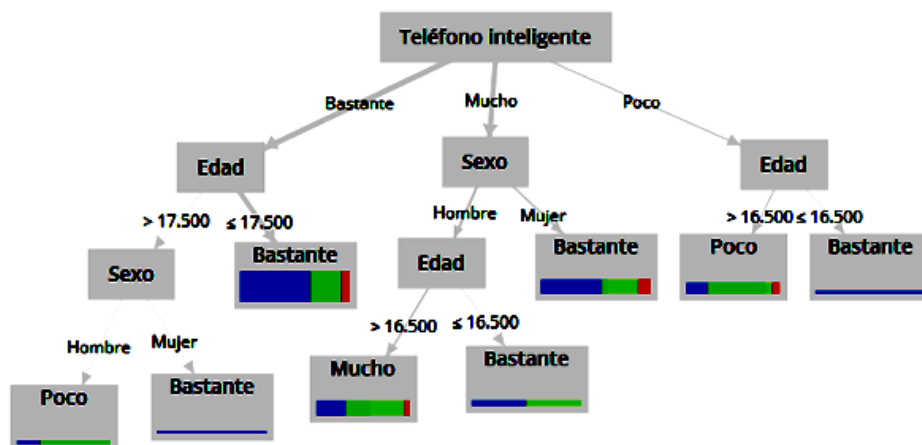 Teléfono inteligente
Bastante
Mucho
Poco
Edad
Sexo
Edad
> 17.500
≤ 17.500
Hombre
Mujer
> 16.500
≤ 16.500
Sexo
Bastante
Edad
Bastante
Poco
Bastante
Hombre
Mujer
> 16.500
≤ 16.500
Poco
Bastante
Mucho
Bastante